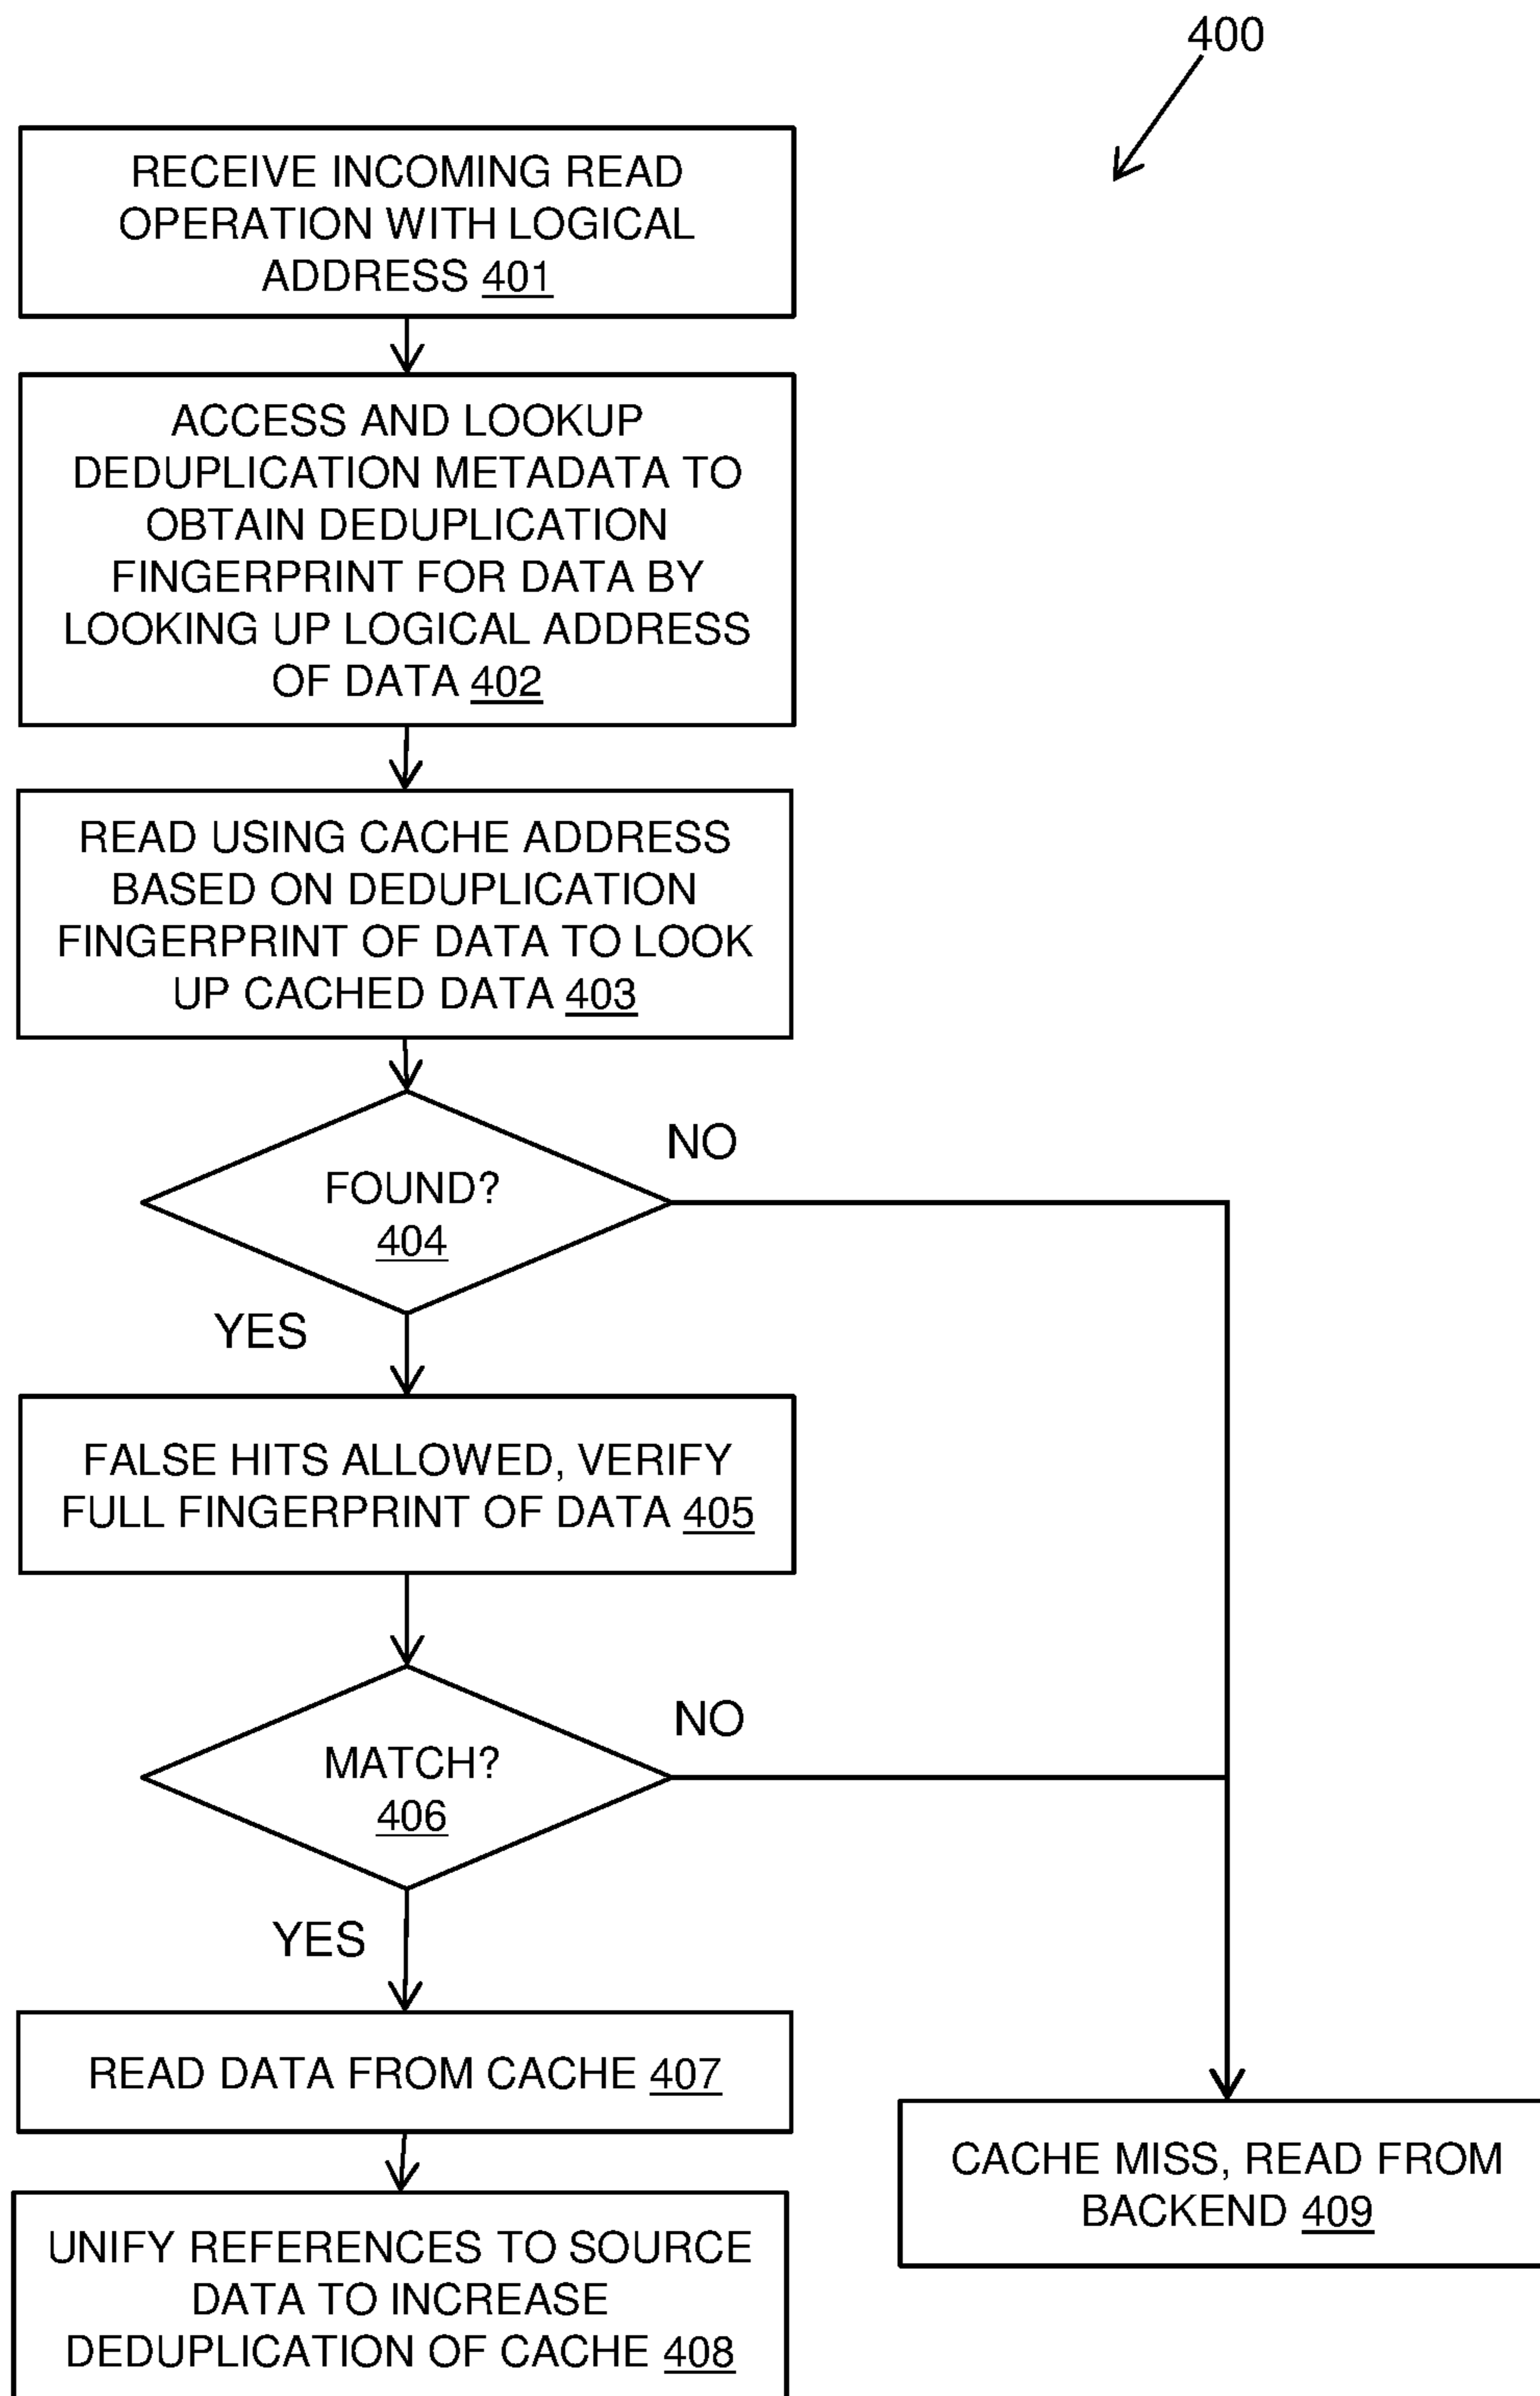 400
RECEIVE INCOMING READ
OPERATION WITH LOGICAL
ADDRESS 401
ACCESS AND LOOKUP
DEDUPLICATION METADATA TO
OBTAIN DEDUPLICATION
FINGERPRINT FOR DATA BY
LOOKING UP LOGICAL ADDRESS
OF DATA 402
READ USING CACHE ADDRESS
BASED ON DEDUPLICATION
FINGERPRINT OF DATA TO LOOK
UP CACHED DATA 403
NO
FOUND?
404
YES
FALSE HITS ALLOWED, VERIFY
FULL FINGERPRINT OF DATA 405
NO
MATCH?
406
YES
READ DATA FROM CACHE 407
CACHE MISS, READ FROM
BACKEND 409
UNIFY REFERENCES TO SOURCE
DATA TO INCREASE
DEDUPLICATION OF CACHE 408